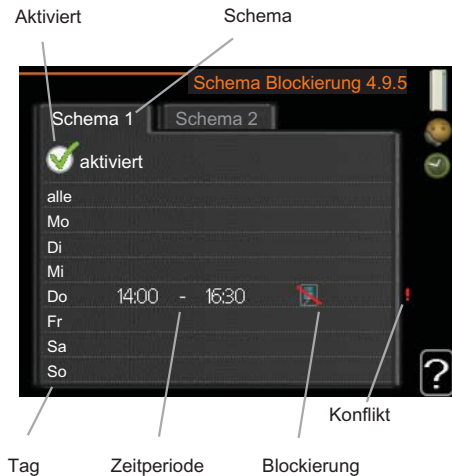 Aktiviert Schema
Schema Blockierung 4.9.5
Schema 1 Schema 2
aktiviert
alle
Mo
Di
Mi
Do 14:00 - 16:30 !
Fr
Sa
So
?
Konflikt
Tag Zeitperiode Blockierung